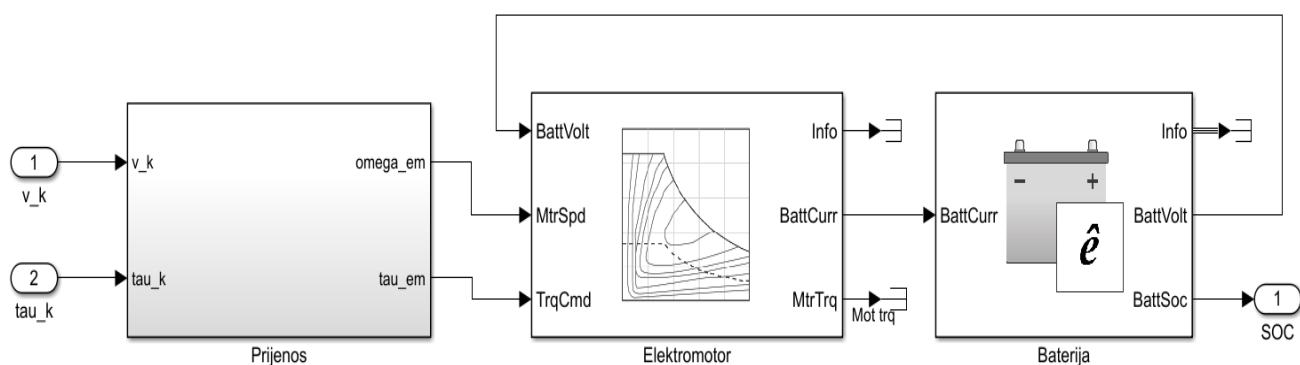 1
v_k
2
tau_k
v_k
tau_k
omega_em
tau_em
Prijenos
BattVolt
MtrSpd
TrqCmd
Info
BattCurr
MtrTrq
Mot trq
Elektromotor
BattCurr
- +
ê
Info
BattVolt
BattSoc
Baterija
1
SOC